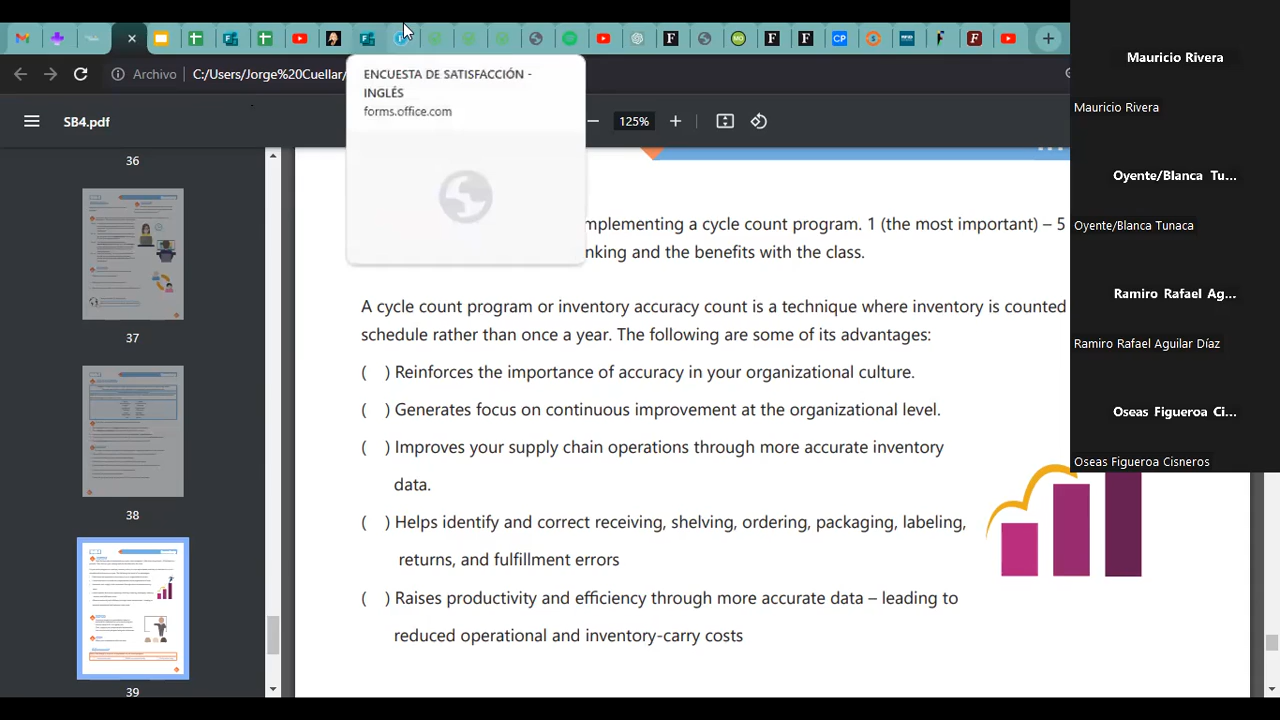 Archivo
C:/Users/Jorge%20Cuellar/
ENCUESTA DE SATISFACCIÓN -
INGLÉS
forms.office.com
SB4.pdf
125%
36
37
38
39
mplementing a cycle count program. 1 (the most important) – 5
nking and the benefits with the class.
A cycle count program or inventory accuracy count is a technique where inventory is counted
schedule rather than once a year. The following are some of its advantages:
( ) Reinforces the importance of accuracy in your organizational culture.
( ) Generates focus on continuous improvement at the organizational level.
( ) Improves your supply chain operations through more accurate inventory
data.
( ) Helps identify and correct receiving, shelving, ordering, packaging, labeling,
returns, and fulfillment errors
( ) Raises productivity and efficiency through more accurate data – leading to
reduced operational and inventory-carry costs
Mauricio Rivera
Mauricio Rivera
Oyente/Blanca Tu...
Oyente/Blanca Tunaca
Ramiro Rafael Ag...
Ramiro Rafael Aguilar Díaz
Oseas Figueroa Ci...
Oseas Figueroa Cisneros